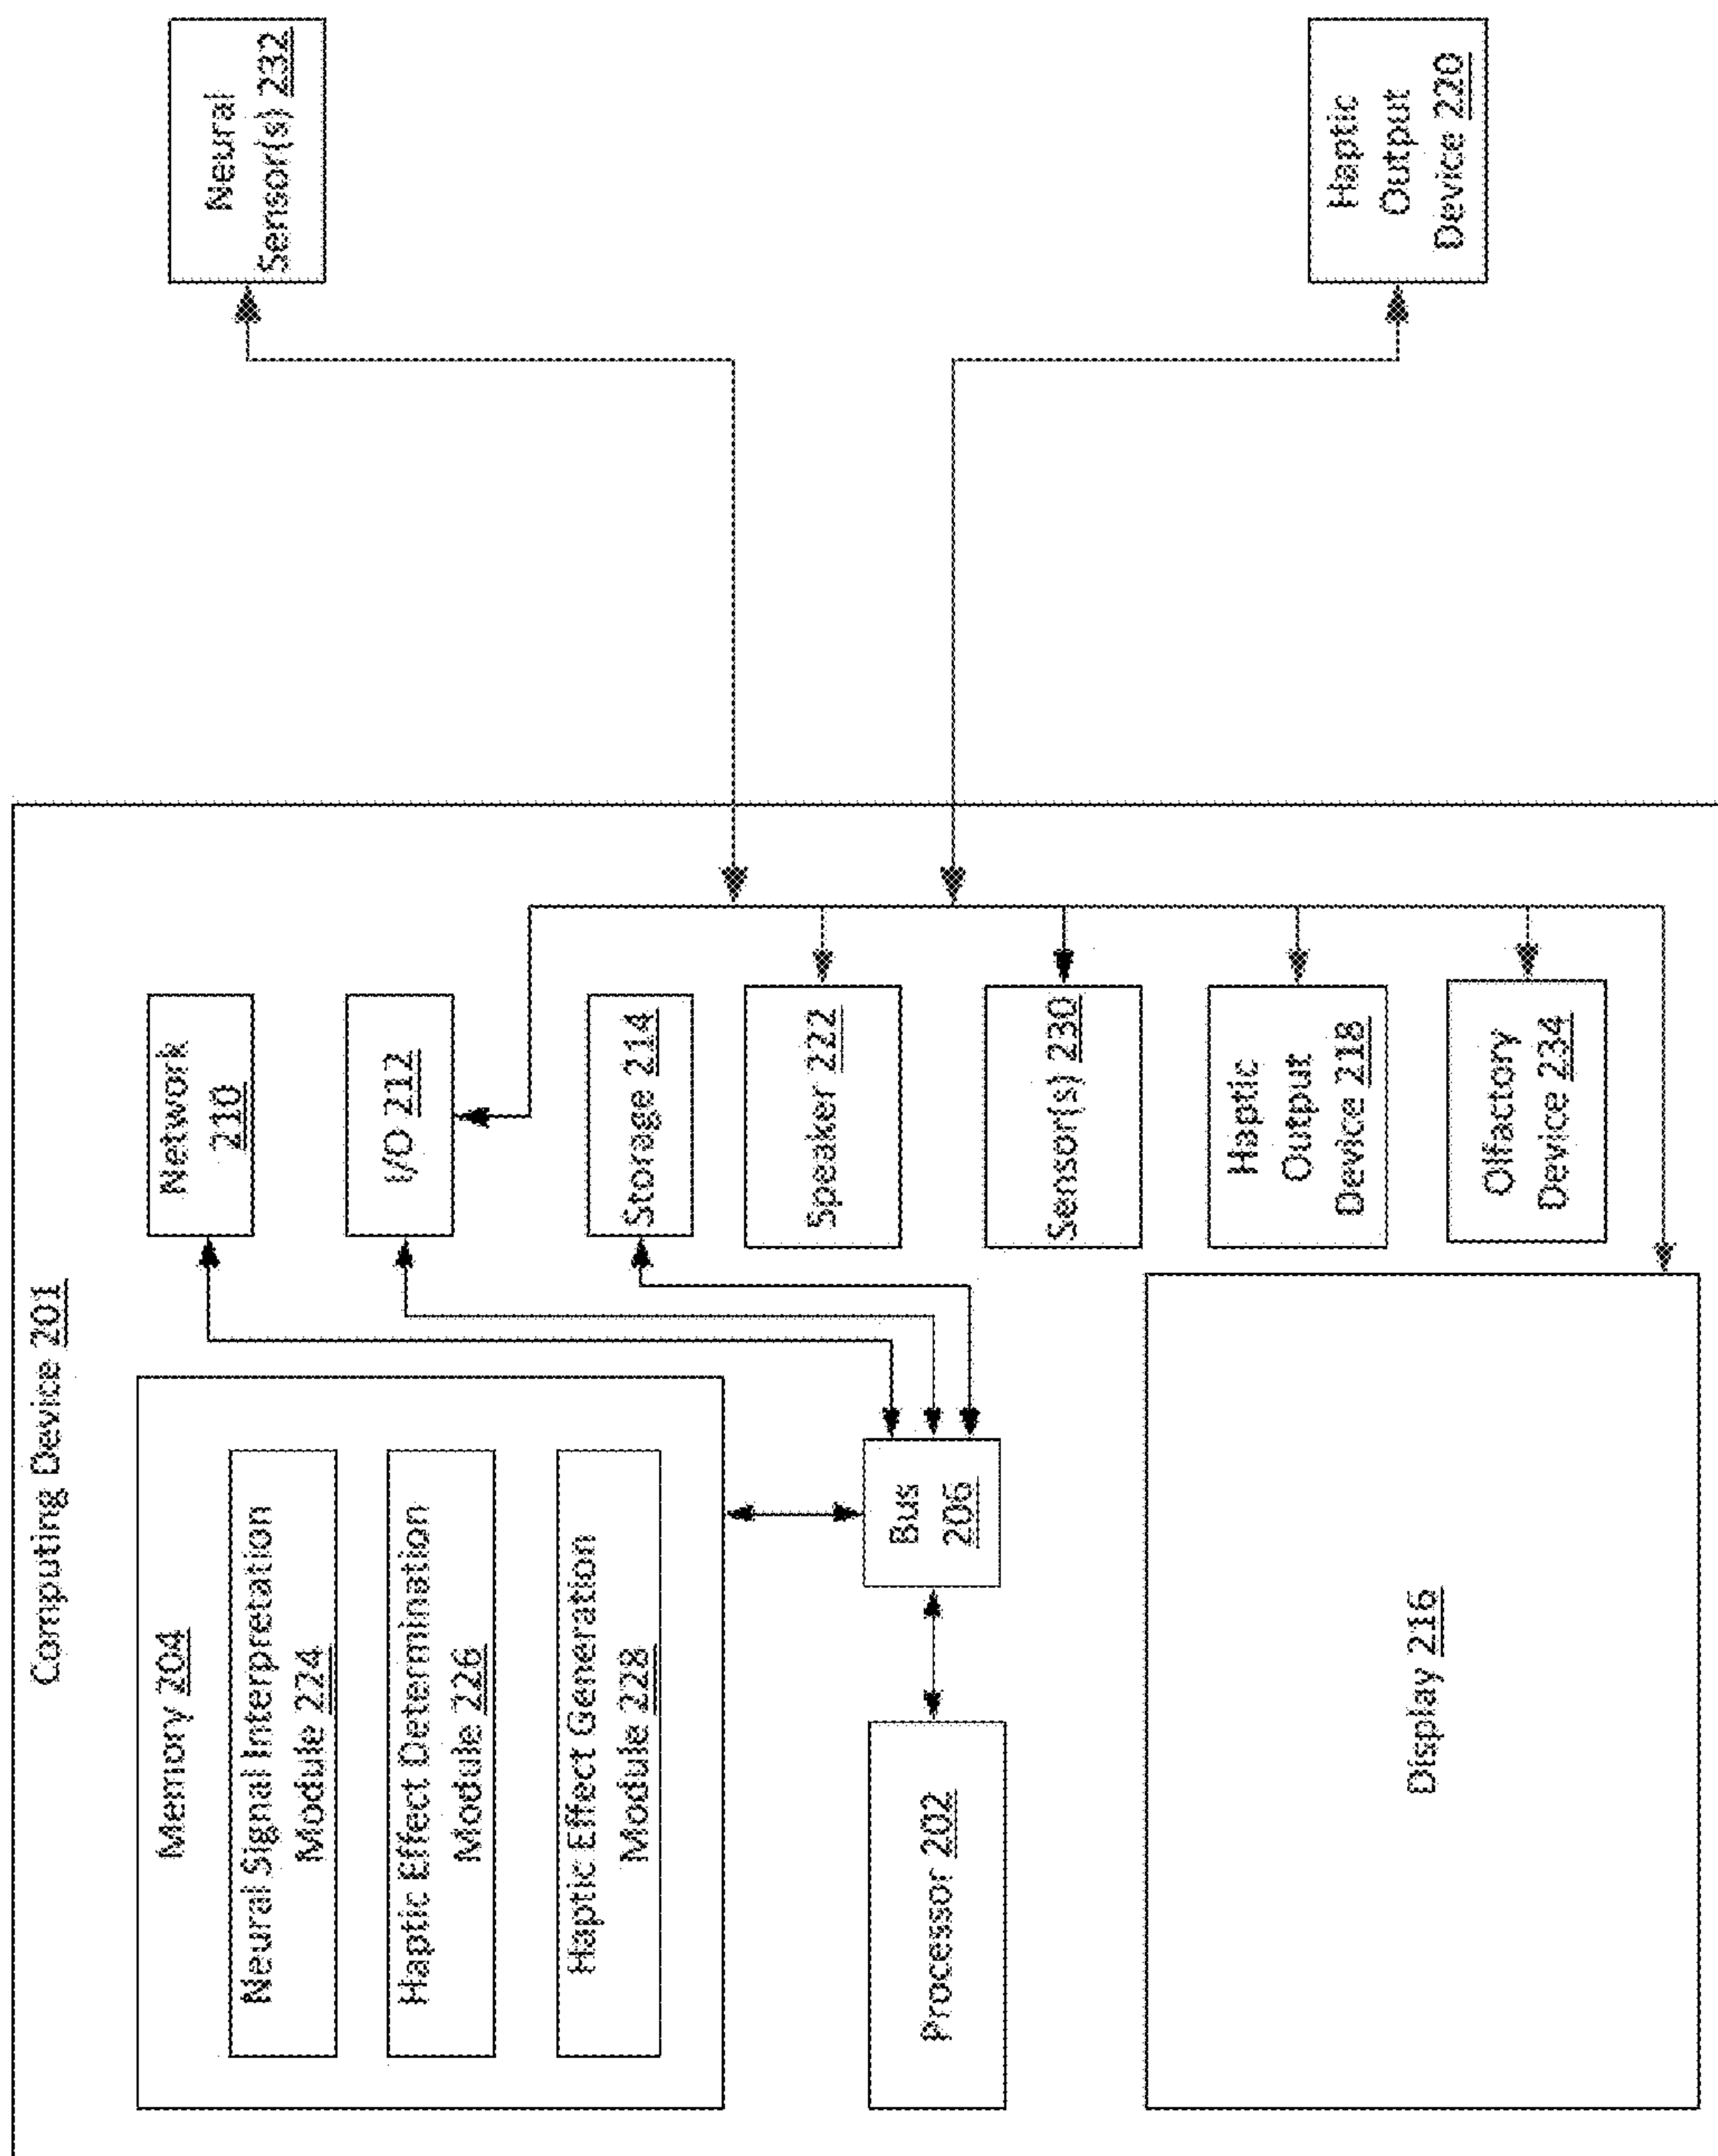 Computing Device 201
Memory 204
Neural Signal Interpretation
Module 224
Haptic Effect Determination
Module 226
Haptic Effect Generation
Module 228
Network
210
I/O 212
Storage 214
Bus
206
Processor 202
Speaker 222
Sensor(s) 230
Haptic
Output
Device 218
Olfactory
Device 234
Display 216
Neural
Sensor(s) 232
Haptic
Output
Device 220